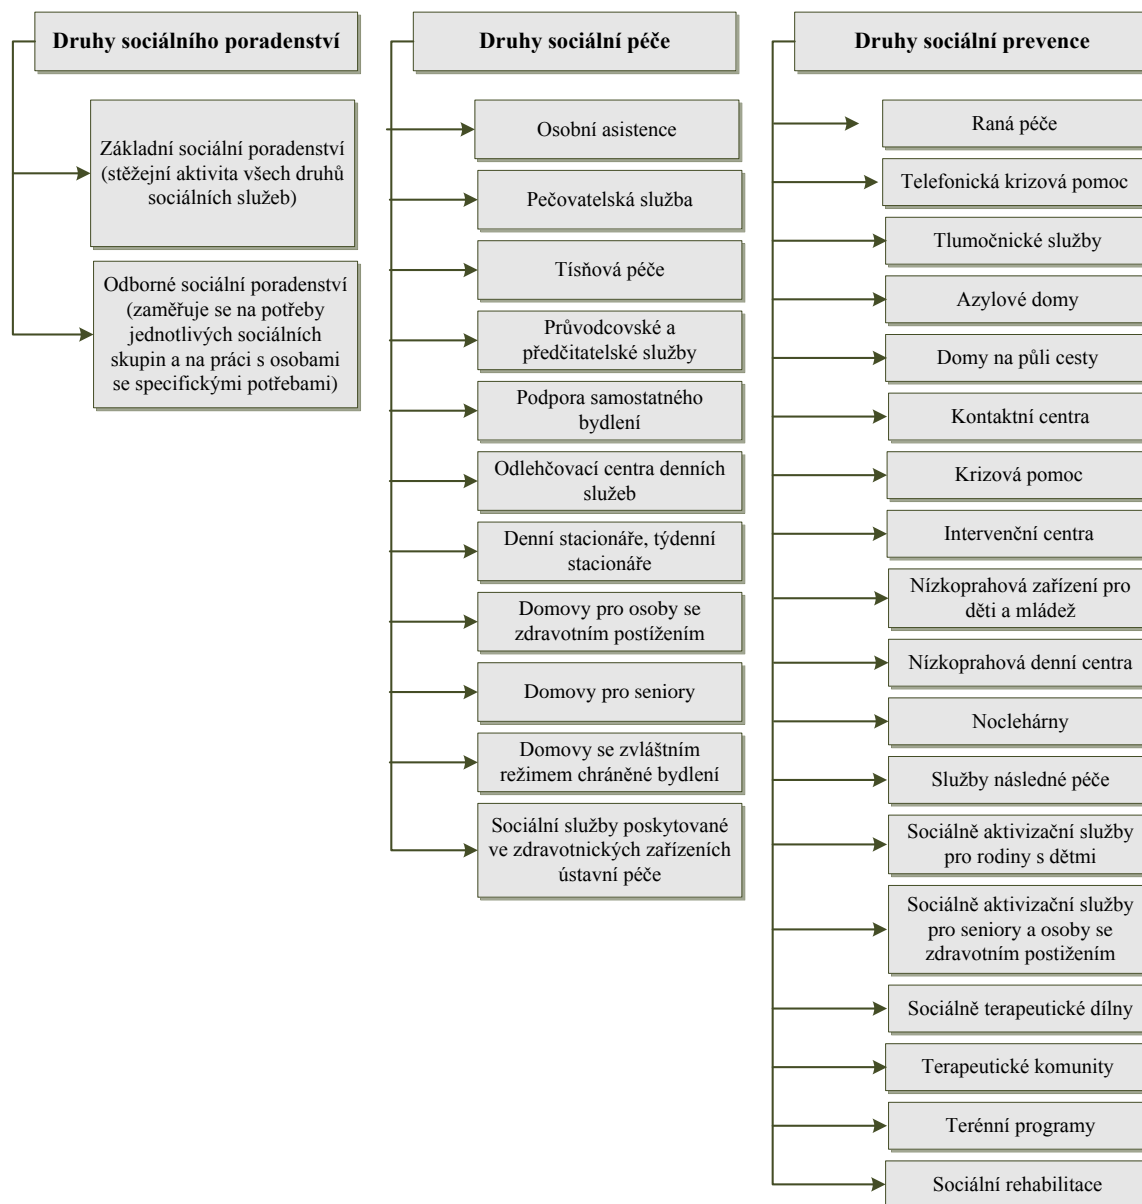 Druhy sociálního poradenství
Základní sociální poradenství
(stěžejní aktivita všech druhů
sociálních služeb)
Odborné sociální poradenství
(zaměřuje se na potřeby
jednotlivých sociálních
skupin a na práci s osobami
se specifickými potřebami)
Druhy sociální péče
Osobní asistence
Pečovatelská služba
Tísňová péče
Průvodcovské a
předčitatelské služby
Podpora samostatného
bydlení
Odlehčovací centra denních
služeb
Denní stacionáře, týdenní
stacionáře
Domovy pro osoby se
zdravotním postížením
Domovy pro seniory
Domovy se zvláštním
režimem chráněné bydlení
Sociální služby poskytované
ve zdravotnických zařízeních
ústavní péče
Druhy sociální prevence
Raná péče
Telefonická krizová pomoc
Tlumočnické služby
Azylové domy
Domy na půli cesty
Kontaktní centra
Krizová pomoc
Intervenční centra
Nízkoprahová zařízení pro
děti a mládež
Nízkoprahová denní centra
Noclehárny
Služby následné péče
Sociálně aktivizační služby
pro rodiny s dětmi
Sociálně aktivizační služby
pro seniory a osoby se
zdravotním postižením
Sociálně terapeutické dílny
Terapeutické komunity
Terénní programy
Sociální rehabilitace